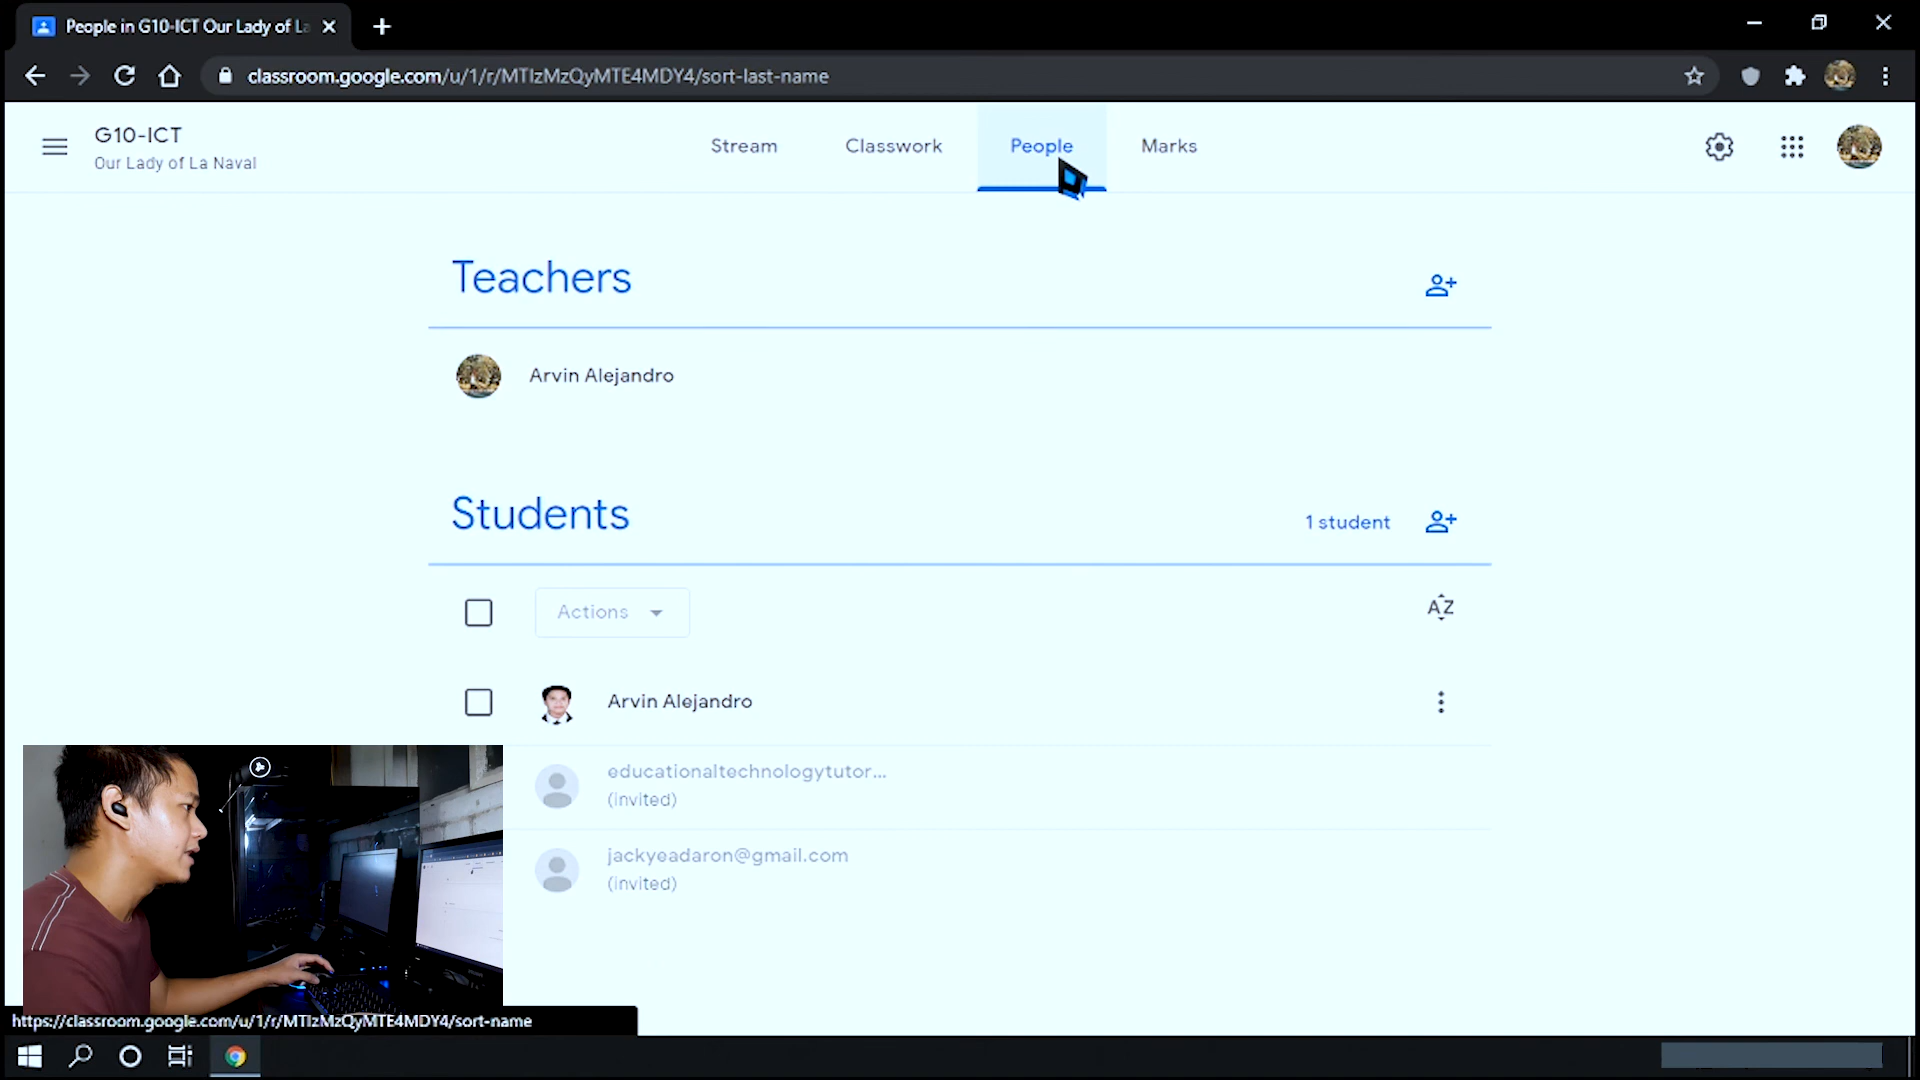 People in G10-ICT Our Lady of La
classroom.google.com/u/1/r/MTIzMzQyMTE4MDY4/sort-last-name
G10-ICT
Our Lady of La Naval
Stream
Classwork
People
Marks
Teachers
Arvin Alejandro
Students
1 student
Actions
AZ
Arvin Alejandro
educationaltechnologytutor...
(invited)
jackyeadaron@gmail.com
(invited)
https://classroom.google.com/u/1/r/MTIzMzQyMTE4MDY4/sort-name